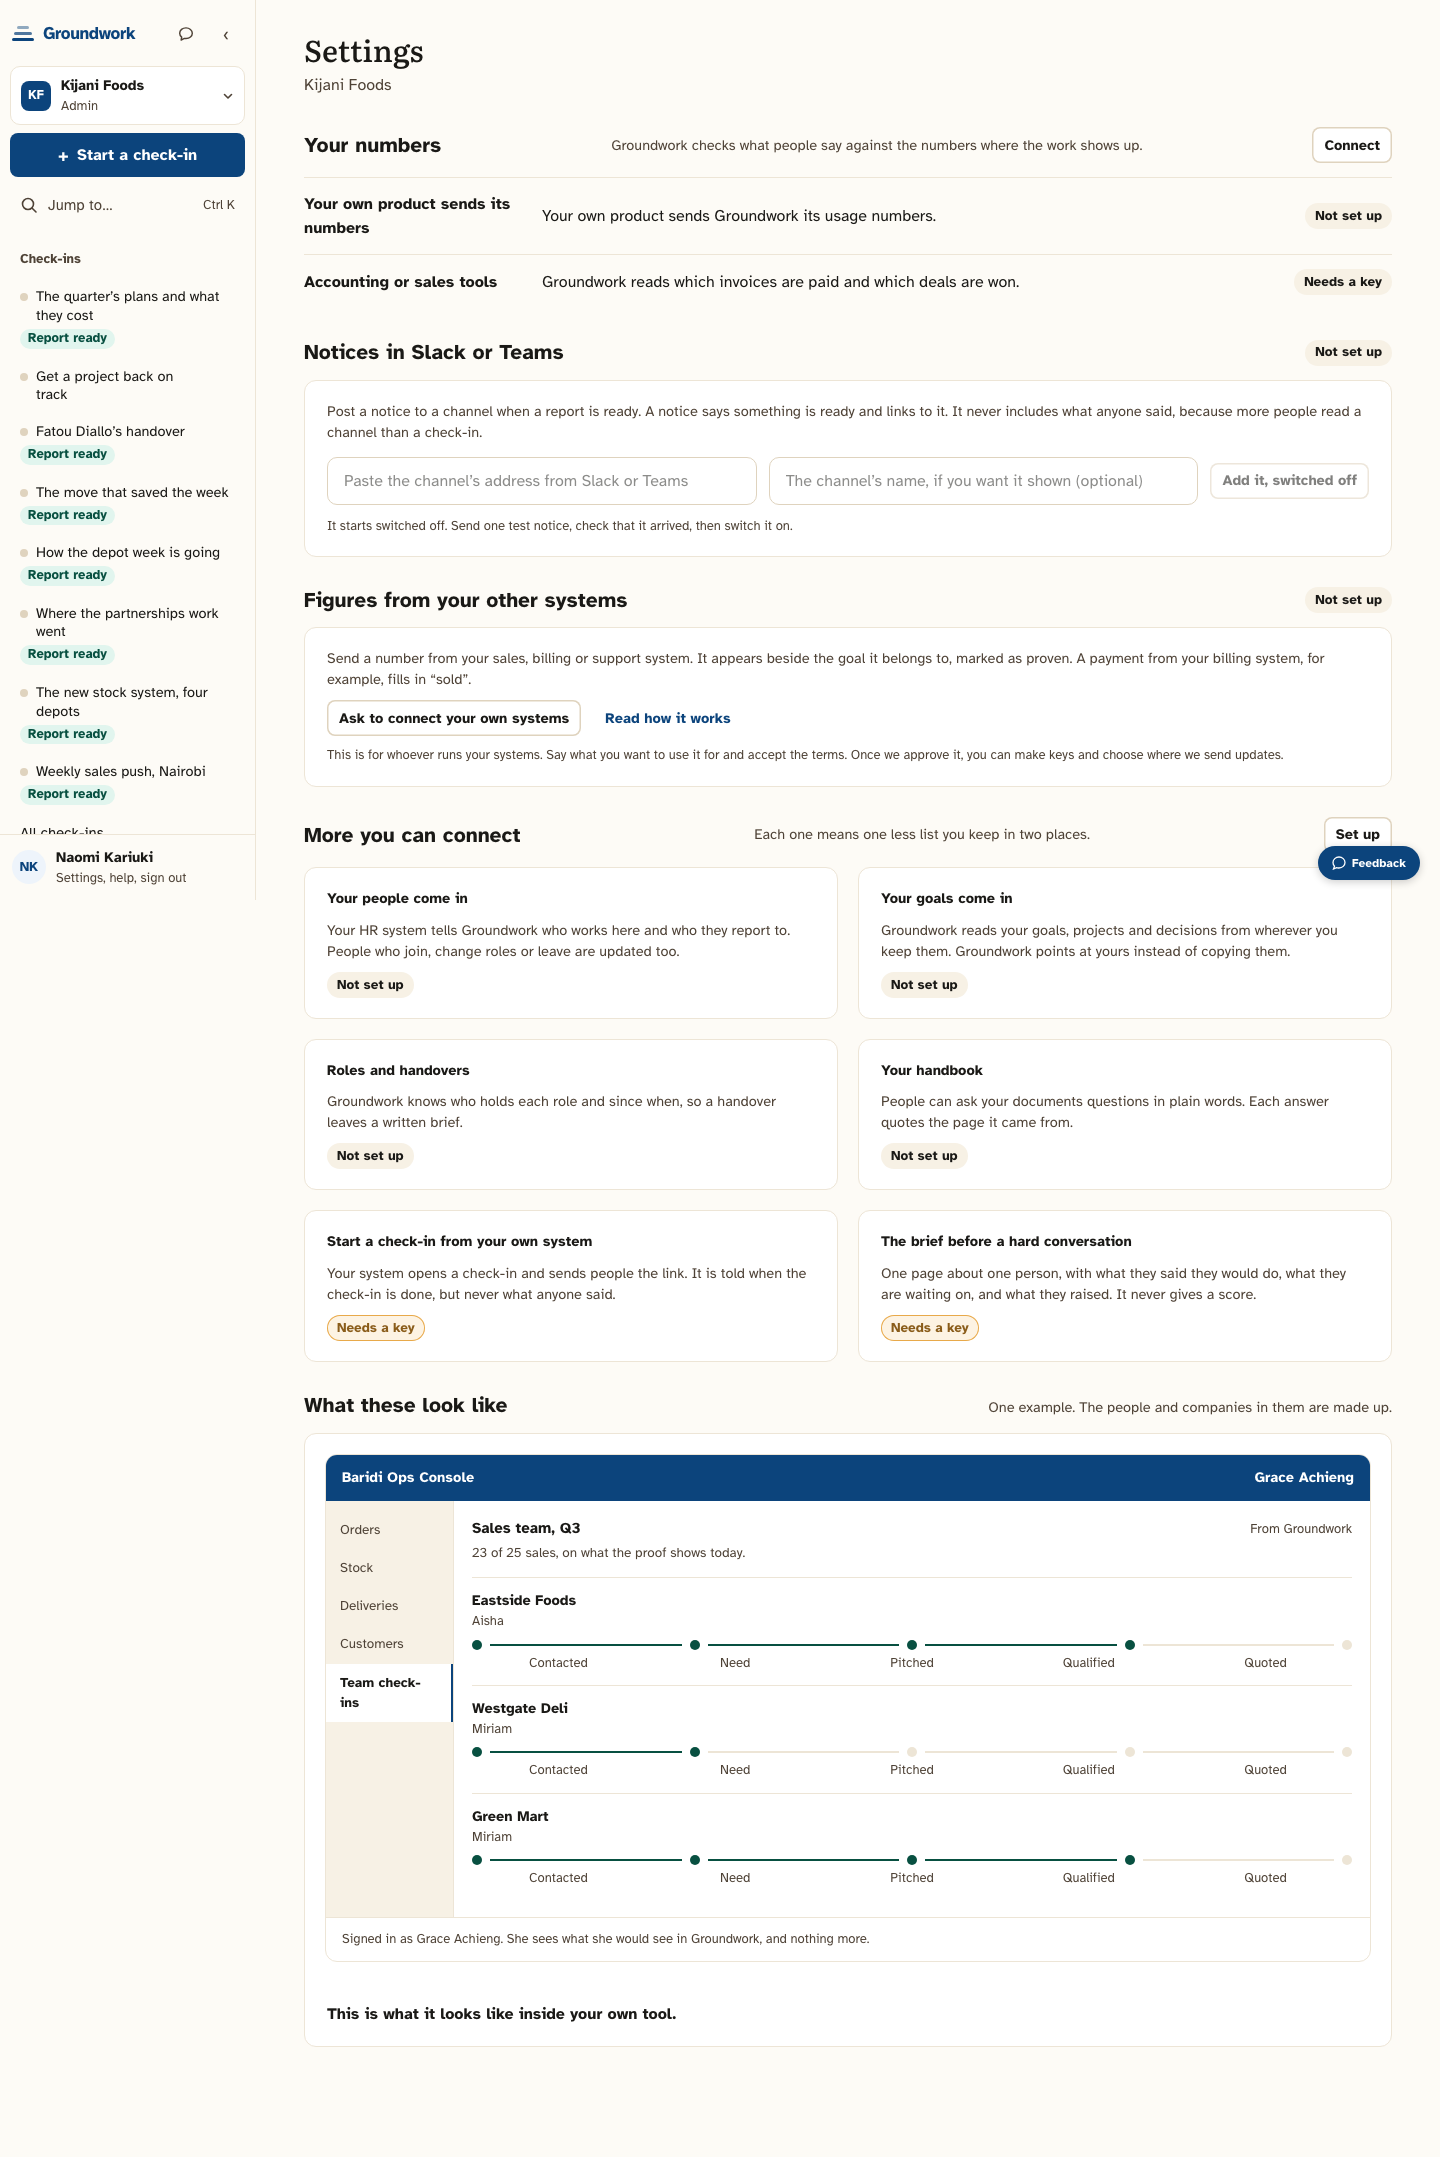 Groundwork
KF
Kijani Foods
Admin
+ Start a check-in
Jump to...
Ctrl K
Check-ins
The quarter's plans and what
they cost
Report ready
Get a project back on
track
Fatou Diallo's handover
Report ready
The move that saved the week
Report ready
How the depot week is going
Report ready
Where the partnerships work
went
Report ready
The new stock system, four
depots
Report ready
Weekly sales push, Nairobi
Report ready
All check-ins
NK
Naomi Kariuki
Settings, help, sign out
Settings
Kijani Foods
Your numbers
Groundwork checks what people say against the numbers where the work shows up.
Connect
Your own product sends its
numbers
Your own product sends Groundwork its usage numbers.
Not set up
Accounting or sales tools
Groundwork reads which invoices are paid and which deals are won.
Needs a key
Notices in Slack or Teams
Not set up
Post a notice to a channel when a report is ready. A notice says something is ready and links to it. It never includes what anyone said, because more people read a
channel than a check-in.
Paste the channel's address from Slack or Teams
The channel's name, if you want it shown (optional)
Add it, switched off
It starts switched off. Send one test notice, check that it arrived, then switch it on.
Figures from your other systems
Not set up
Send a number from your sales, billing or support system. It appears beside the goal it belongs to, marked as proven. A payment from your billing system, for
example, fills in “sold”.
Ask to connect your own systems
Read how it works
This is for whoever runs your systems. Say what you want to use it for and accept the terms. Once we approve it, you can make keys and choose where we send updates.
More you can connect
Each one means one less list you keep in two places.
Set up
Feedback
Your people come in
Your HR system tells Groundwork who works here and who they report to.
People who join, change roles or leave are updated too.
Not set up
Your goals come in
Groundwork reads your goals, projects and decisions from wherever you
keep them. Groundwork points at yours instead of copying them.
Not set up
Roles and handovers
Groundwork knows who holds each role and since when, so a handover
leaves a written brief.
Not set up
Your handbook
People can ask your documents questions in plain words. Each answer
quotes the page it came from.
Not set up
Start a check-in from your own system
Your system opens a check-in and sends people the link. It is told when the
check-in is done, but never what anyone said.
Needs a key
The brief before a hard conversation
One page about one person, with what they said they would do, what they
are waiting on, and what they raised. It never gives a score.
Needs a key
What these look like
One example. The people and companies in them are made up.
Baridi Ops Console
Grace Achieng
Orders
Stock
Deliveries
Customers
Team check-
ins
Sales team, Q3
From Groundwork
23 of 25 sales, on what the proof shows today.
Eastside Foods
Aisha
Contacted
Need
Pitched
Qualified
Quoted
Westgate Deli
Miriam
Contacted
Need
Pitched
Qualified
Quoted
Green Mart
Miriam
Contacted
Need
Pitched
Qualified
Quoted
Signed in as Grace Achieng. She sees what she would see in Groundwork, and nothing more.
This is what it looks like inside your own tool.